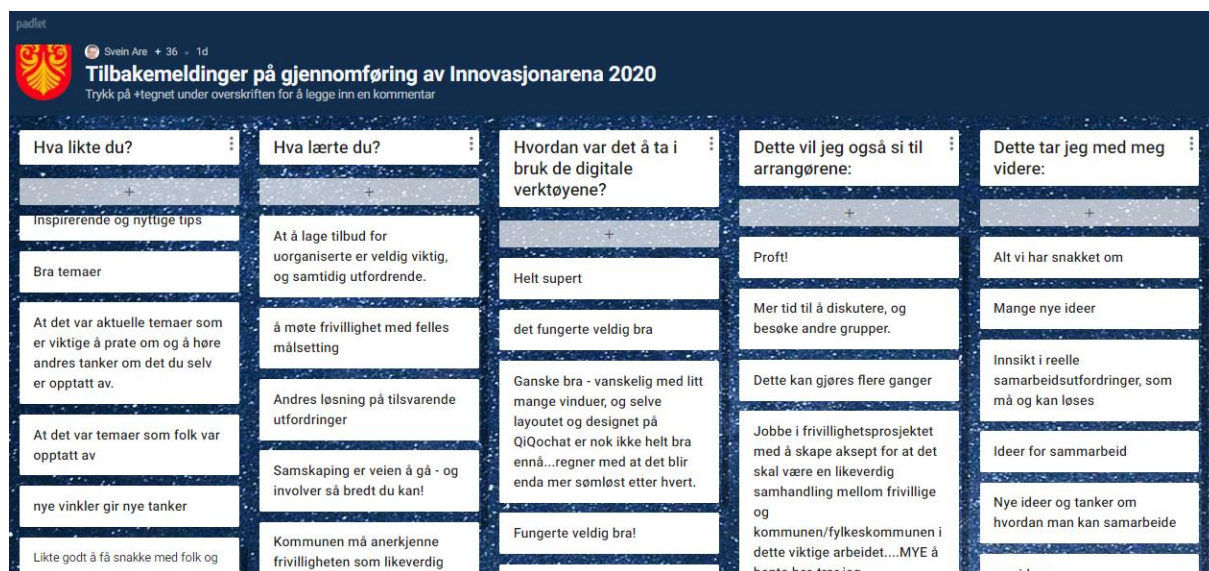 padlet
Svein Are + 36 • 1d
Tilbakemeldinger på gjennomføring av Innovasjonarena 2020
Trykk på +tegnet under overskriften for å legge inn en kommentar
Hva likte du?
+
Inspirerende og nyttige tips
Bra temaer
At det var aktuelle temaer som
er viktige å prate om og å høre
andres tanker om det du selv
er opptatt av.
At det var temaer som folk var
opptatt av
nye vinkler gir nye tanker
Likte godt å få snakke med folk og
Hva lærte du?
+
At å lage tilbud for
uorganiserte er veldig viktig,
og samtidig utfordrende.
å møte frivillighet med felles
målsetting
Andres løsning på tilsvarende
utfordringer
Samskaping er veien å gå - og
involver så bredt du kan!
Kommunen må anerkjenne
frivilligheten som likeverdig
Hvordan var det å ta i
bruk de digitale
verktøyene?
+
Helt supert
det fungerte veldig bra
Ganske bra - vanskelig med litt
mange vinduer, og selve
layoutet og designet på
QiQochat er nok ikke helt bra
ennå...regner med at det blir
enda mer sømløst etter hvert.
Fungerte veldig bra!
Dette vil jeg også si til
arrangørene:
+
Proft!
Mer tid til å diskutere, og
besøke andre grupper.
Dette kan gjøres flere ganger
Jobbe i frivillighetsprosjektet
med å skape aksept for at det
skal være en likeverdig
samhandling mellom frivillige
og
kommunen/fylkeskommunen i
dette viktige arbeidet....MYE å
Dette tar jeg med meg
videre:
+
Alt vi har snakket om
Mange nye ideer
Innsikt i reelle
samarbeidsutfordringer, som
må og kan løses
Ideer for sammarbeid
Nye ideer og tanker om
hvordan man kan samarbeide